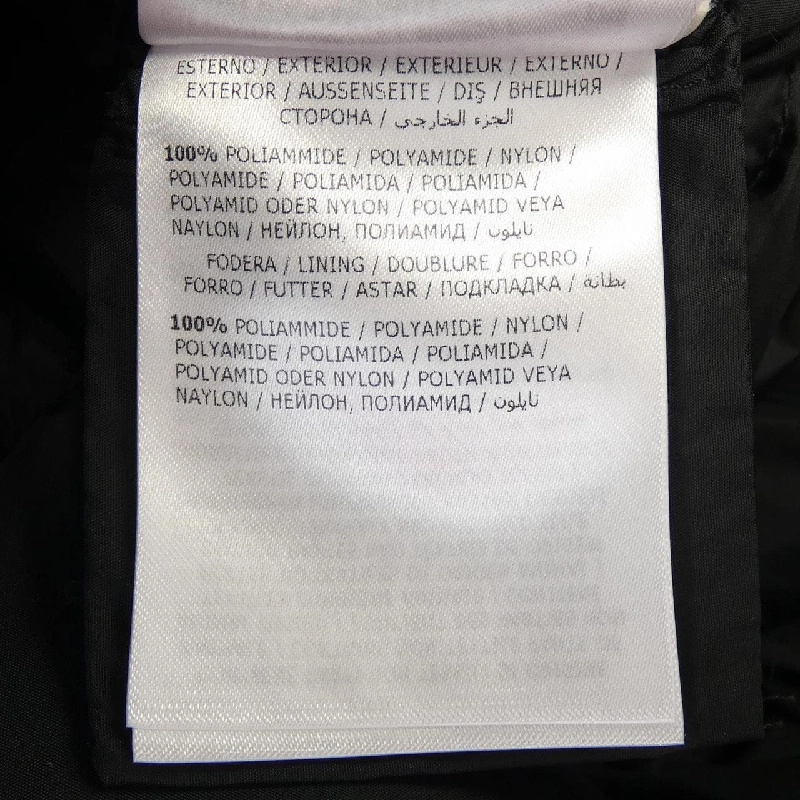 ESTERNO / EXTERIOR / EXTERIEUR / EXTERNO /
EXTERIOR / AUSSENSEITE / DIŞ / ВНЕШНЯЯ
СТОРОНА / الجزء الخارجي
100% POLIAMMIDE / POLYAMIDE / NYLON /
POLYAMIDE / POLIAMIDA / POLIAMIDA /
POLYAMID ODER NYLON / POLYAMID VEYA
NAYLON / НЕЙЛОН, ПОЛИАМИД / نايلون
FODERA / LINING / DOUBLURE / FORRO /
FORRO / FUTTER / ASTAR / ПОДКЛАДКА / بطانة
100% POLIAMMIDE / POLYAMIDE / NYLON /
POLYAMIDE / POLIAMIDA / POLIAMIDA /
POLYAMID ODER NYLON / POLYAMID VEYA
NAYLON / НЕЙЛОН, ПОЛИАМИД / نايلون